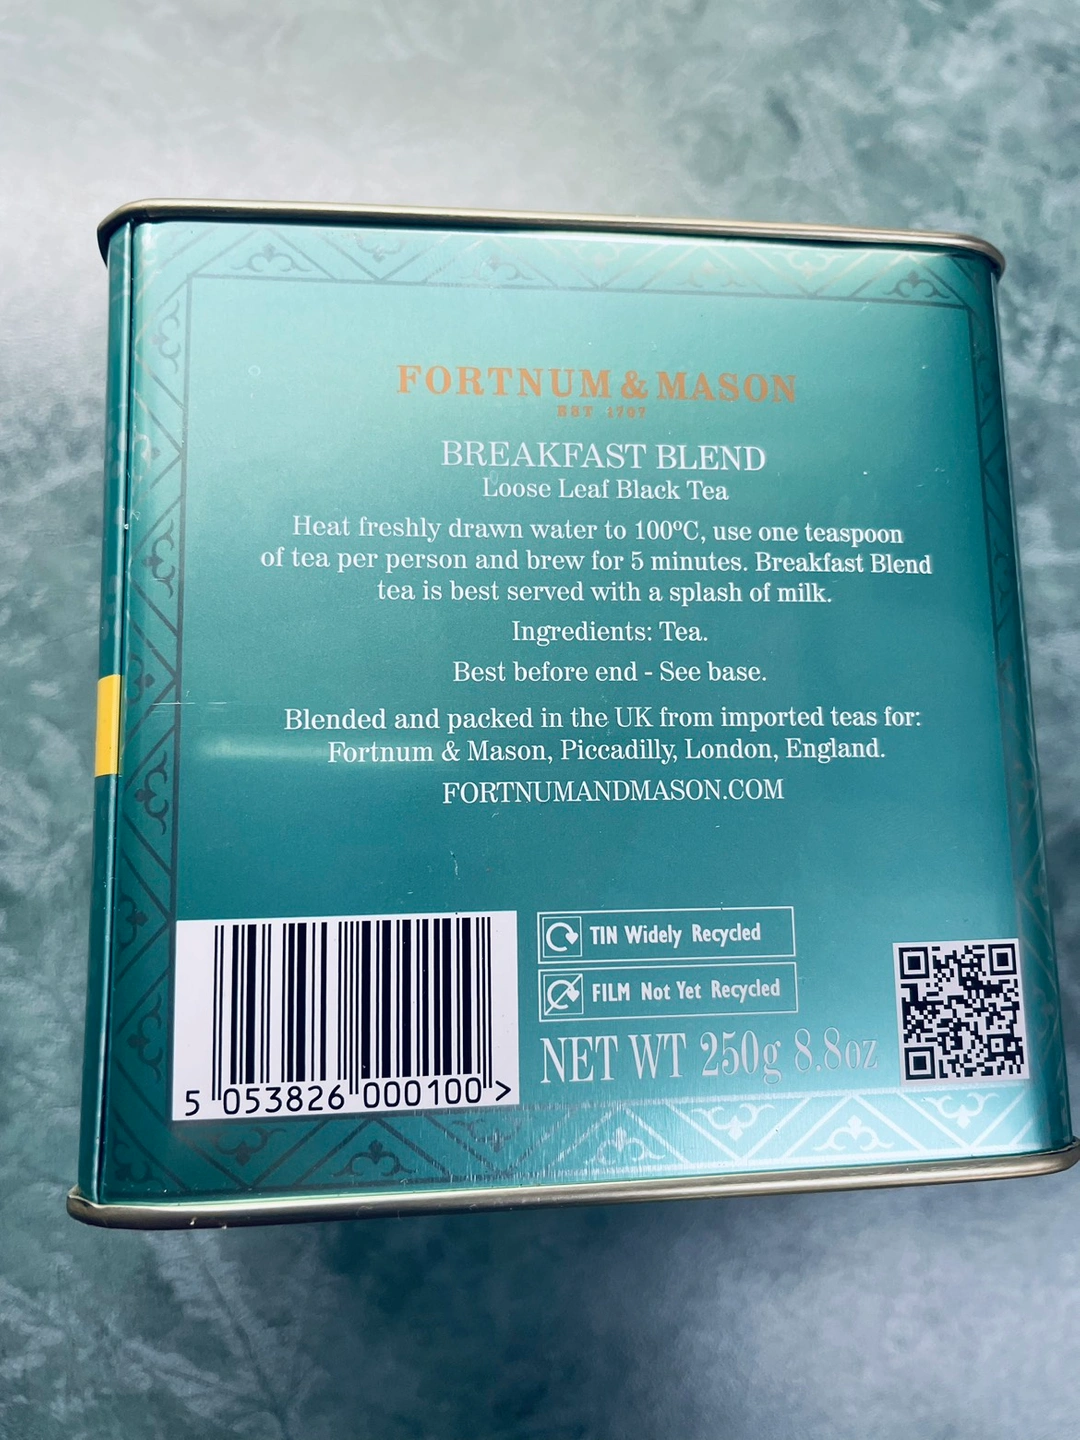 FORTNUM & MASON
EST 1707
BREAKFAST BLEND
Loose Leaf Black Tea
Heat freshly drawn water to 100ºC, use one teaspoon
of tea per person and brew for 5 minutes. Breakfast Blend
tea is best served with a splash of milk.
Ingredients: Tea.
Best before end - See base.
Blended and packed in the UK from imported teas for:
Fortnum & Mason, Piccadilly, London, England.
FORTNUMANDMASON.COM
TIN Widely Recycled
FILM Not Yet Recycled
NET WT 250g 8.8oz
5 053826 000100 >